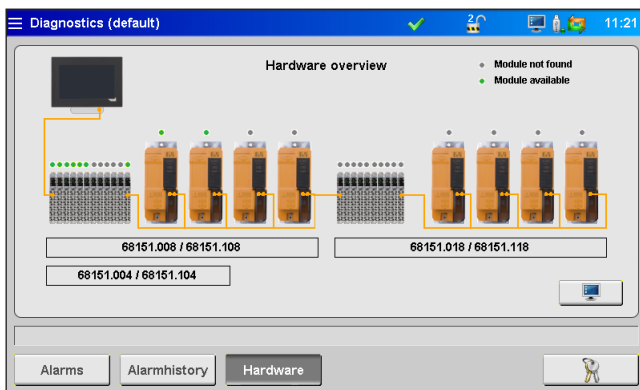 Diagnostics (default)
2
11:21
Hardware overview
Module not found
Module available
68151.008 / 68151.108
68151.018 / 68151.118
68151.004 / 68151.104
Alarms
Alarmhistory
Hardware